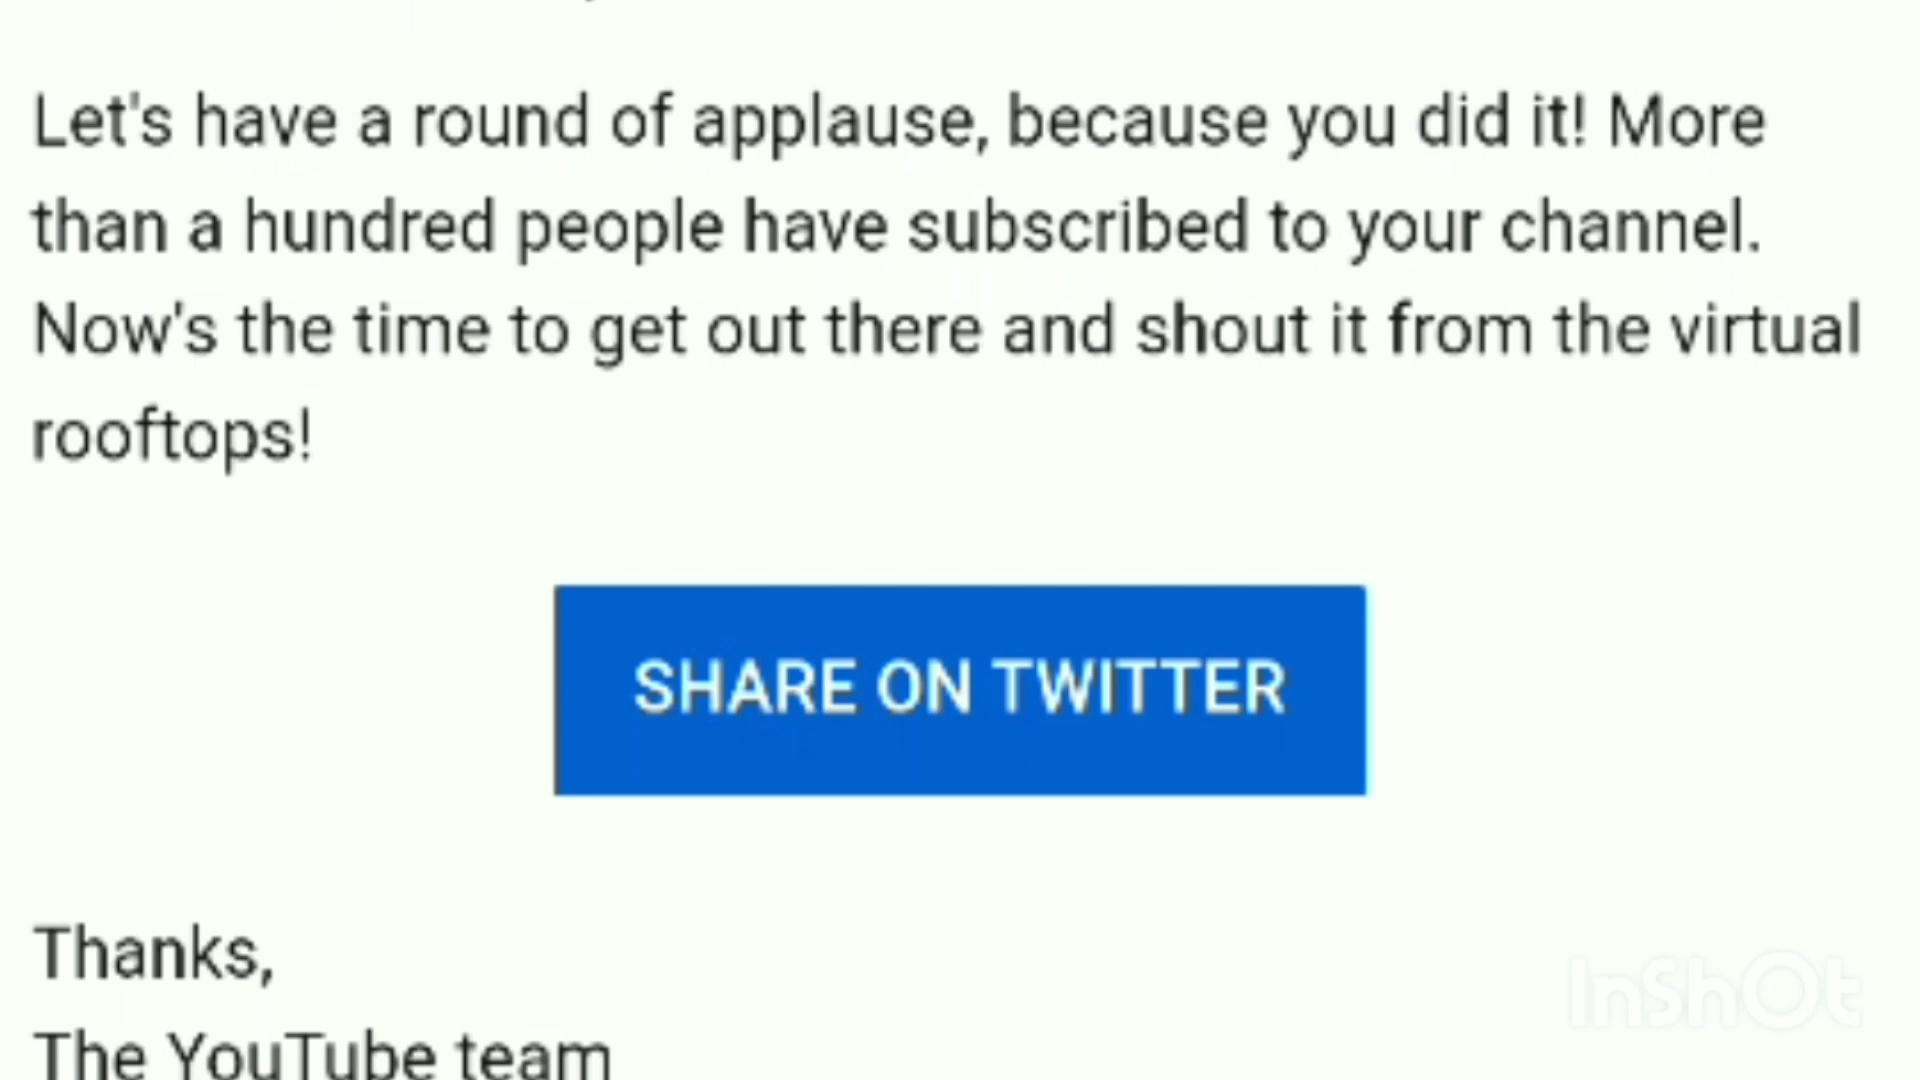 Let's have a round of applause, because you did it! More
than a hundred people have subscribed to your channel.
Now's the time to get out there and shout it from the virtual
rooftops!
SHARE ON TWITTER
Thanks,
The YouTube team
InShOt